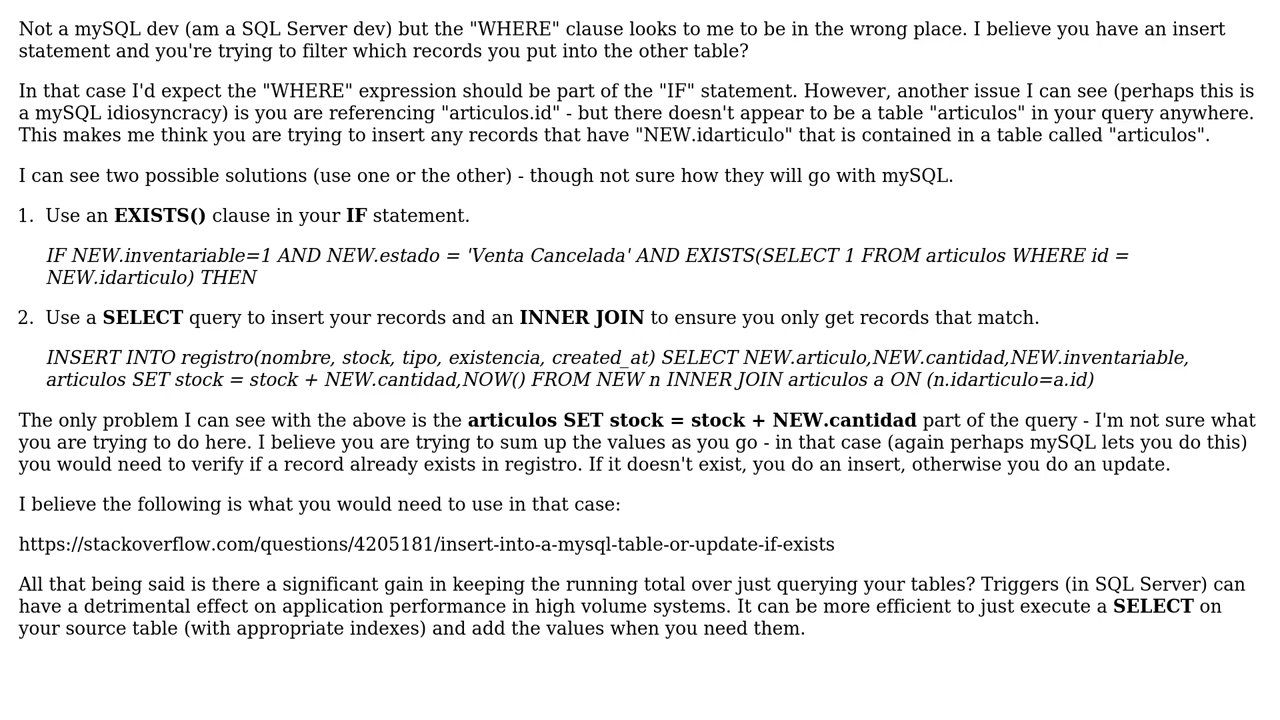 Not a mySQL dev (am a SQL Server dev) but the "WHERE" clause looks to me to be in the wrong place. I believe you have an insert
statement and you're trying to filter which records you put into the other table?
In that case I'd expect the "WHERE" expression should be part of the "IF" statement. However, another issue I can see (perhaps this is
a mySQL idiosyncracy) is you are referencing "articulos.id" - but there doesn't appear to be a table "articulos" in your query anywhere.
This makes me think you are trying to insert any records that have "NEW.idarticulo" that is contained in a table called "articulos".
I can see two possible solutions (use one or the other) - though not sure how they will go with mySQL.
1. Use an EXISTS() clause in your IF statement.
IF NEW.inventariable=1 AND NEW.estado = 'Venta Cancelada' AND EXISTS(SELECT 1 FROM articulos WHERE id =
NEW.idarticulo) THEN
2. Use a SELECT query to insert your records and an INNER JOIN to ensure you only get records that match.
INSERT INTO registro(nombre, stock, tipo, existencia, created_at) SELECT NEW.articulo,NEW.cantidad,NEW.inventariable,
articulos SET stock = stock + NEW.cantidad,NOW() FROM NEW n INNER JOIN articulos a ON (n.idarticulo=a.id)
The only problem I can see with the above is the articulos SET stock = stock + NEW.cantidad part of the query - I'm not sure what
you are trying to do here. I believe you are trying to sum up the values as you go - in that case (again perhaps mySQL lets you do this)
you would need to verify if a record already exists in registro. If it doesn't exist, you do an insert, otherwise you do an update.
I believe the following is what you would need to use in that case:
https://stackoverflow.com/questions/4205181/insert-into-a-mysql-table-or-update-if-exists
All that being said is there a significant gain in keeping the running total over just querying your tables? Triggers (in SQL Server) can
have a detrimental effect on application performance in high volume systems. It can be more efficient to just execute a SELECT on
your source table (with appropriate indexes) and add the values when you need them.